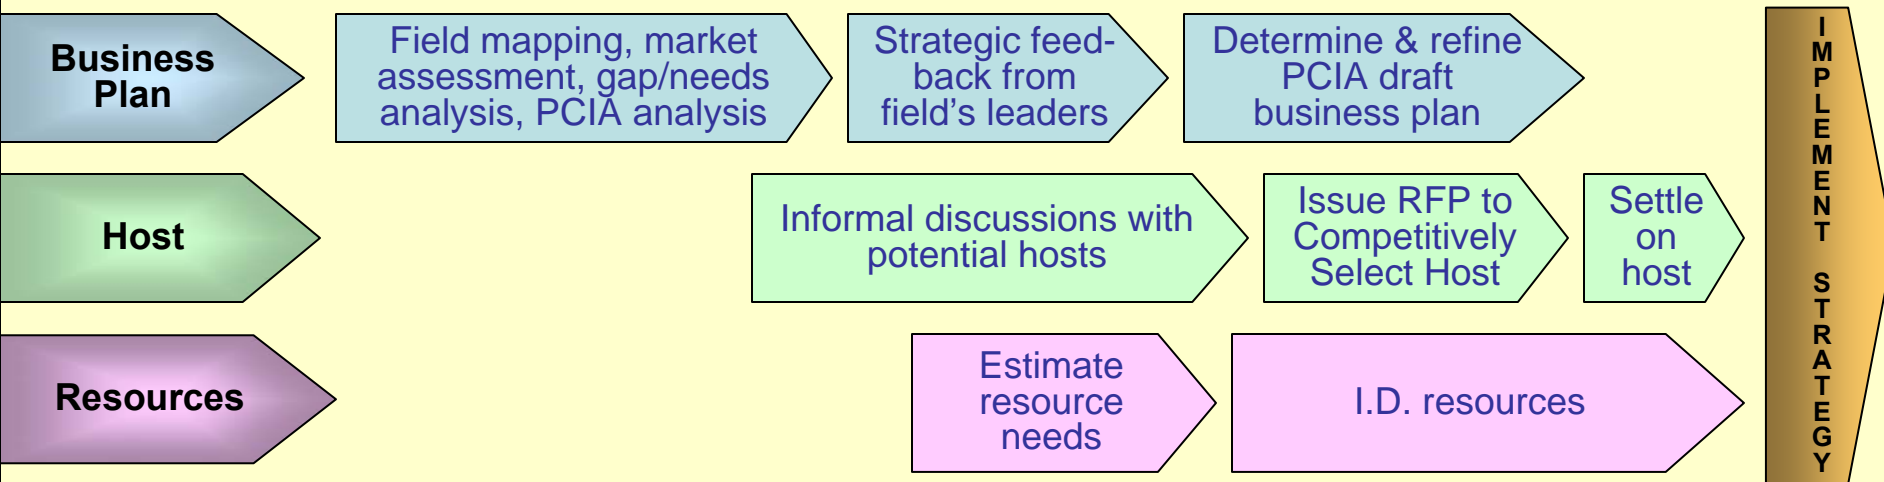 Business
Plan
Field mapping, market
assessment, gap/needs
analysis, PCIA analysis
Strategic feed-
back from
field's leaders
Determine & refine
PCIA draft
business plan
Host
Informal discussions with
potential hosts
Issue RFP to
Competitively
Select Host
Settle
on
host
Resources
Estimate
resource
needs
I.D. resources
IMPLEMENT STRATEGY